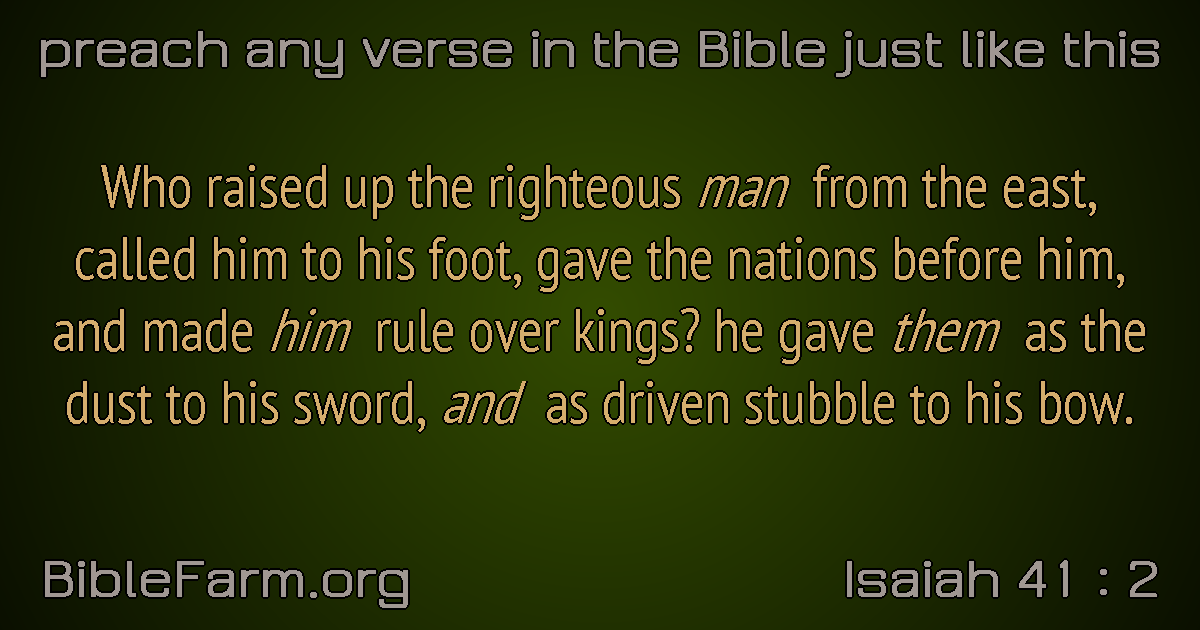 preach any verse in the Bible just like this
Who raised up the righteous man from the east,
called him to his foot, gave the nations before him,
and made him rule over kings? he gave them as the
dust to his sword, and as driven stubble to his bow.
BibleFarm.org
Isaiah 41 : 2